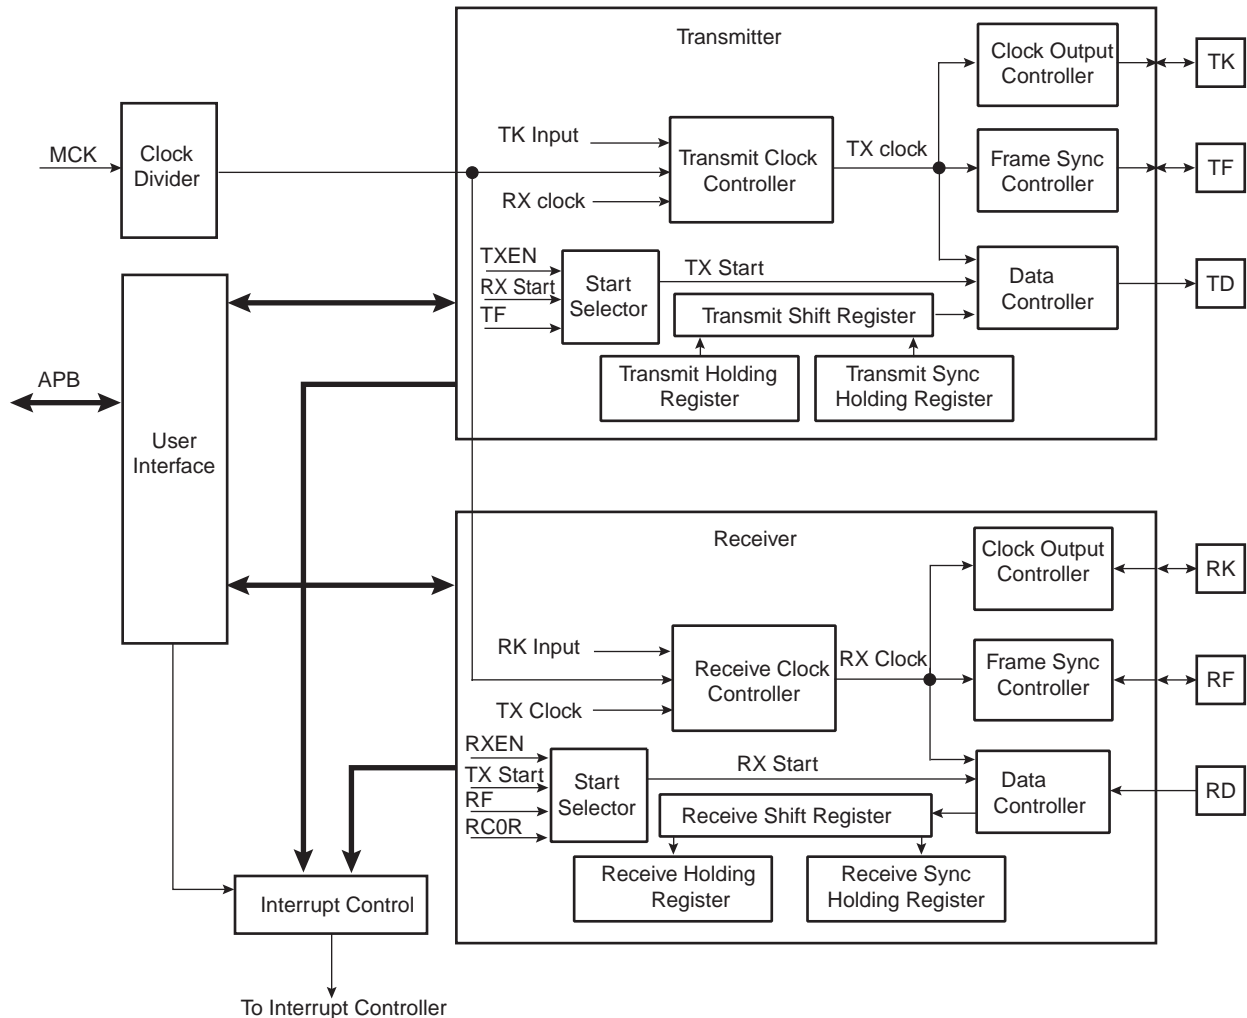 Transmitter
Clock Output
Controller
TK
MCK
Clock
Divider
TK Input
Transmit Clock
Controller
TX clock
Frame Sync
Controller
TF
RX clock
TXEN
RX Start
TF
Start
Selector
TX Start
Data
Controller
TD
Transmit Shift Register
Transmit Holding
Register
Transmit Sync
Holding Register
APB
User
Interface
Receiver
Clock Output
Controller
RK
RK Input
Receive Clock
Controller
RX Clock
Frame Sync
Controller
RF
TX Clock
RXEN
TX Start
RF
RC0R
Start
Selector
RX Start
Data
Controller
RD
Receive Shift Register
Receive Holding
Register
Receive Sync
Holding Register
Interrupt Control
To Interrupt Controller